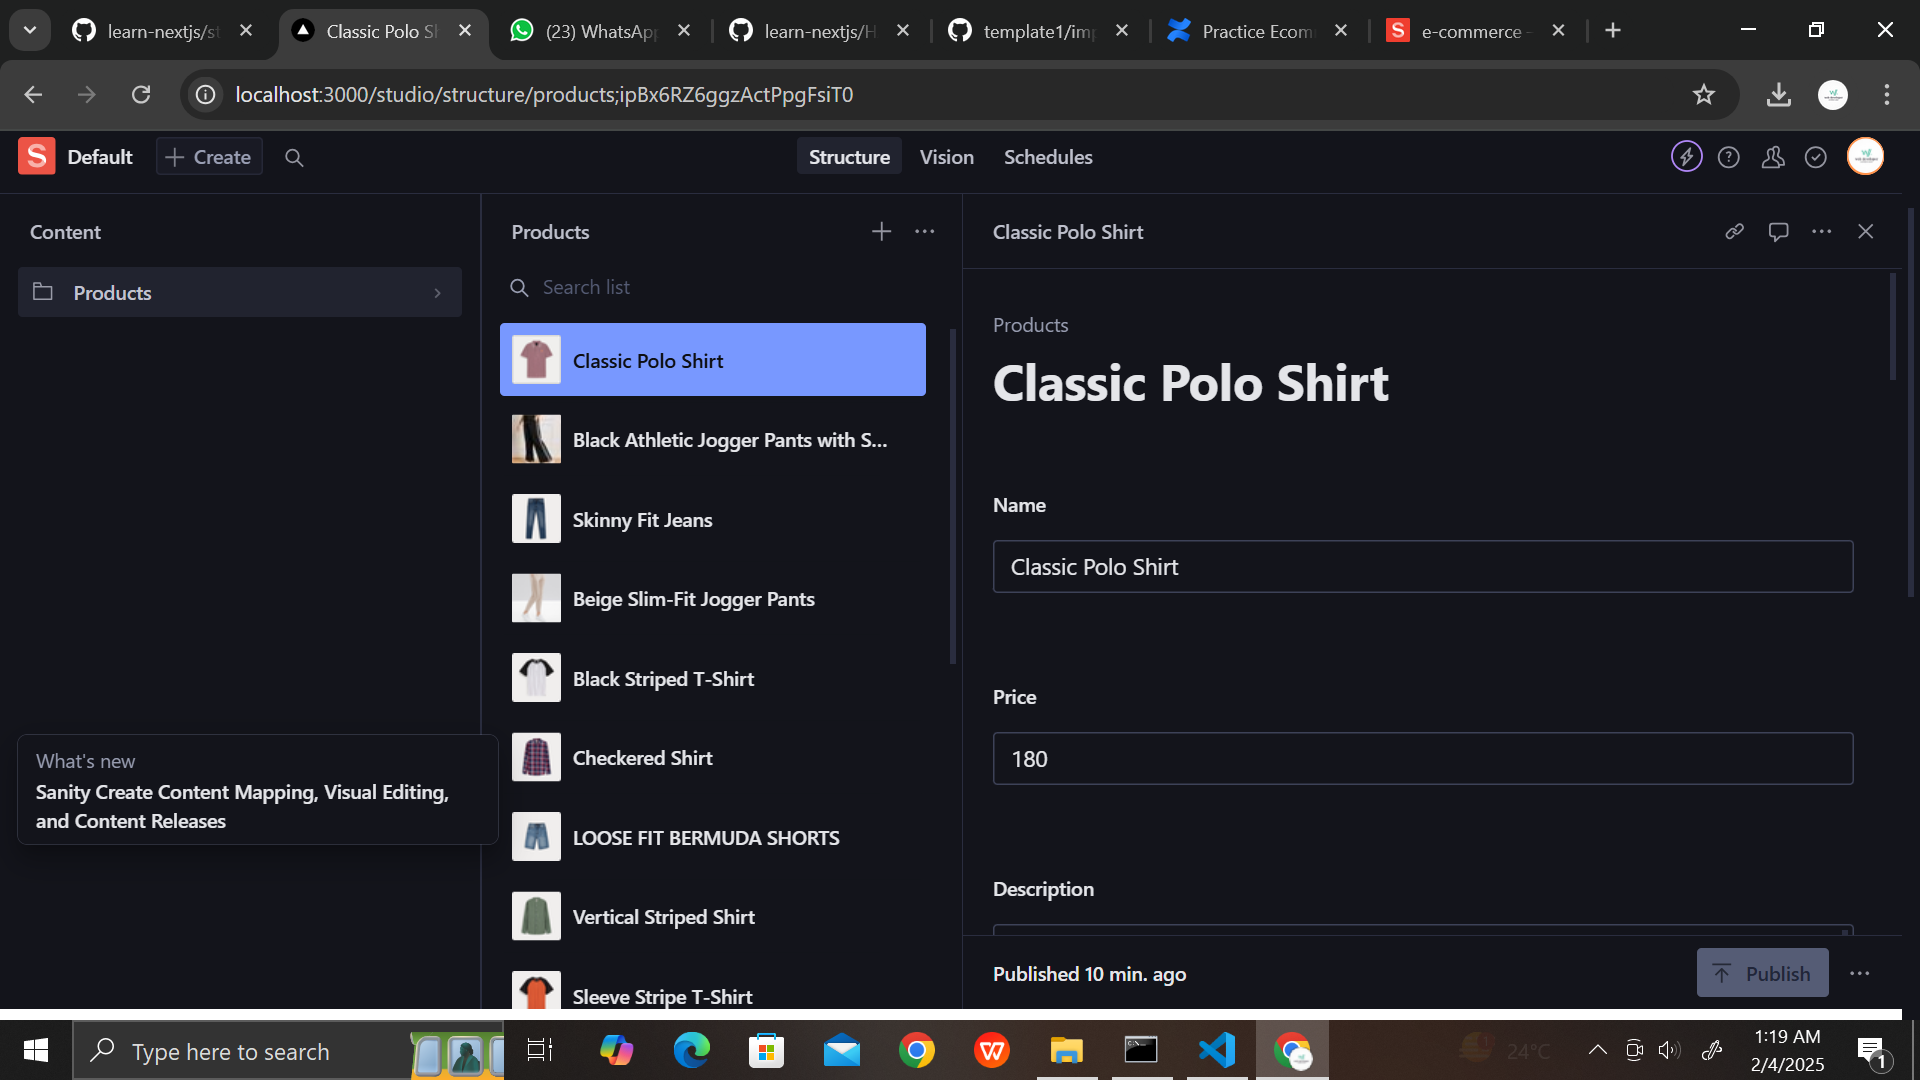 learn-nextjs/st
Classic Polo Sh
(23) WhatsApp
learn-nextjs/H
template1/imp
Practice Ecom
S
e-commerce -
localhost:3000/studio/structure/products;ipBx6RZ6ggzActPpgFsiT0
S
Default
Create
Structure
Vision
Schedules
Content
Products
Classic Polo Shirt
Products
Search list
Products
Classic Polo Shirt
Classic Polo Shirt
Black Athletic Jogger Pants with S...
Skinny Fit Jeans
Name
Classic Polo Shirt
Beige Slim-Fit Jogger Pants
Black Striped T-Shirt
Price
180
Checkered Shirt
What's new
Sanity Create Content Mapping, Visual Editing,
and Content Releases
LOOSE FIT BERMUDA SHORTS
Vertical Striped Shirt
Description
Sleeve Stripe T-Shirt
Published 10 min. ago
Publish
Type here to search
24°C
1:19 AM
2/4/2025
1